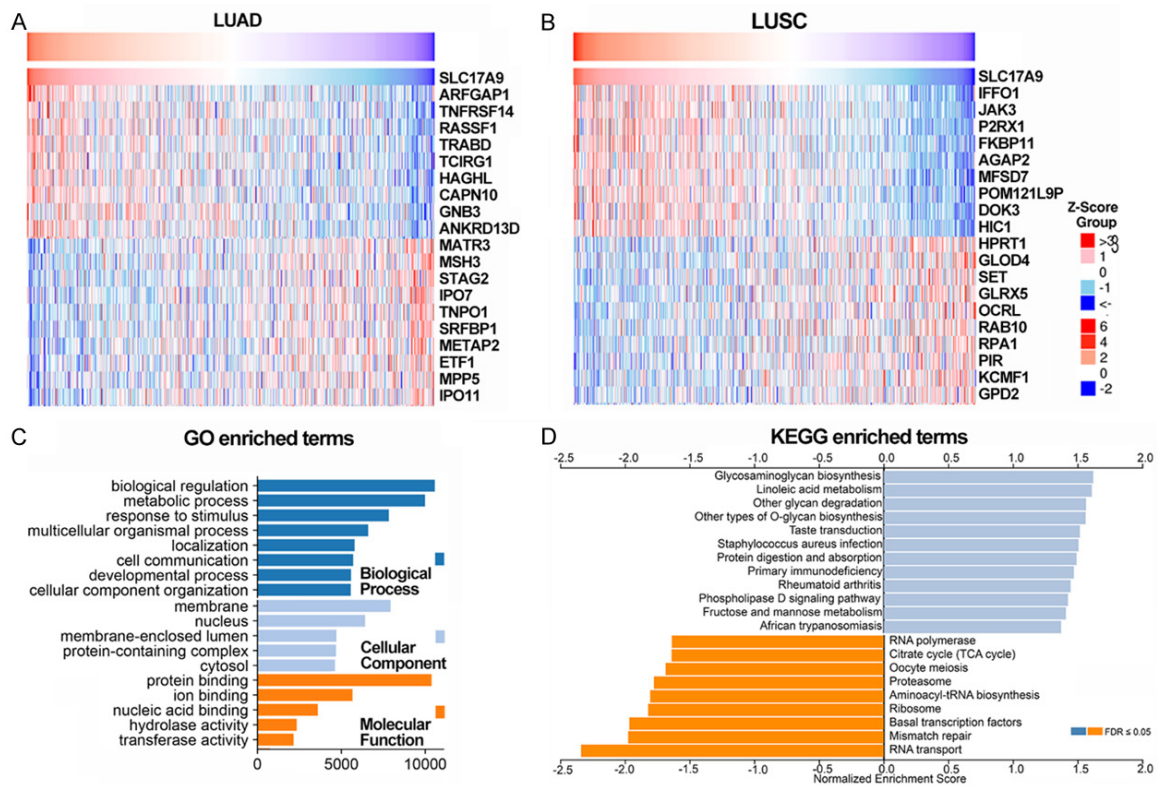 A
LUAD
SLC17A9
ARFGAP1
TNFRSF14
RASSF1
TRABD
TCIRG1
HAGHL
CAPN10
GNB3
ANKRD13D
MATR3
MSH3
STAG2
IPO7
TNPO1
SRFBP1
METAP2
ETF1
MPP5
IPO11
B
LUSC
SLC17A9
IFFO1
JAK3
P2RX1
FKBP11
AGAP2
MFSD7
POM121L9P
DOK3
HIC1
HPRT1
GLOD4
SET
GLRX5
OCRL
RAB10
RPA1
PIR
KCMF1
GPD2
Z-Score
Group
1
0
-1
6
4
2
0
-2
C
GO enriched terms
biological regulation
metabolic process
response to stimulus
multicellular organismal process
localization
cell communication
developmental process
cellular component organization
Biological
Process
membrane
nucleus
membrane-enclosed lumen
protein-containing complex
cytosol
Cellular
Component
protein binding
ion binding
nucleic acid binding
hydrolase activity
transferase activity
Molecular
Function
0 5000 10000
D
KEGG enriched terms
-2.5 -2.0 -1.5 -1.0 -0.5 0.0 0.5 1.0 1.5 2.0
Glycosaminoglycan biosynthesis
Linoleic acid metabolism
Other glycan degradation
Other types of O-glycan biosynthesis
Taste transduction
Staphylococcus aureus infection
Protein digestion and absorption
Primary immunodeficiency
Rheumatoid arthritis
Phospholipase D signaling pathway
Fructose and mannose metabolism
African trypanosomiasis
RNA polymerase
Citrate cycle (TCA cycle)
Oocyte meiosis
Proteasome
Aminoacyl-tRNA biosynthesis
Ribosome
Basal transcription factors
Mismatch repair
RNA transport
FDR ≤ 0.05
-2.5 -2.0 -1.5 -1.0 -0.5 0.0 0.5 1.0 1.5 2.0
Normalized Enrichment Score